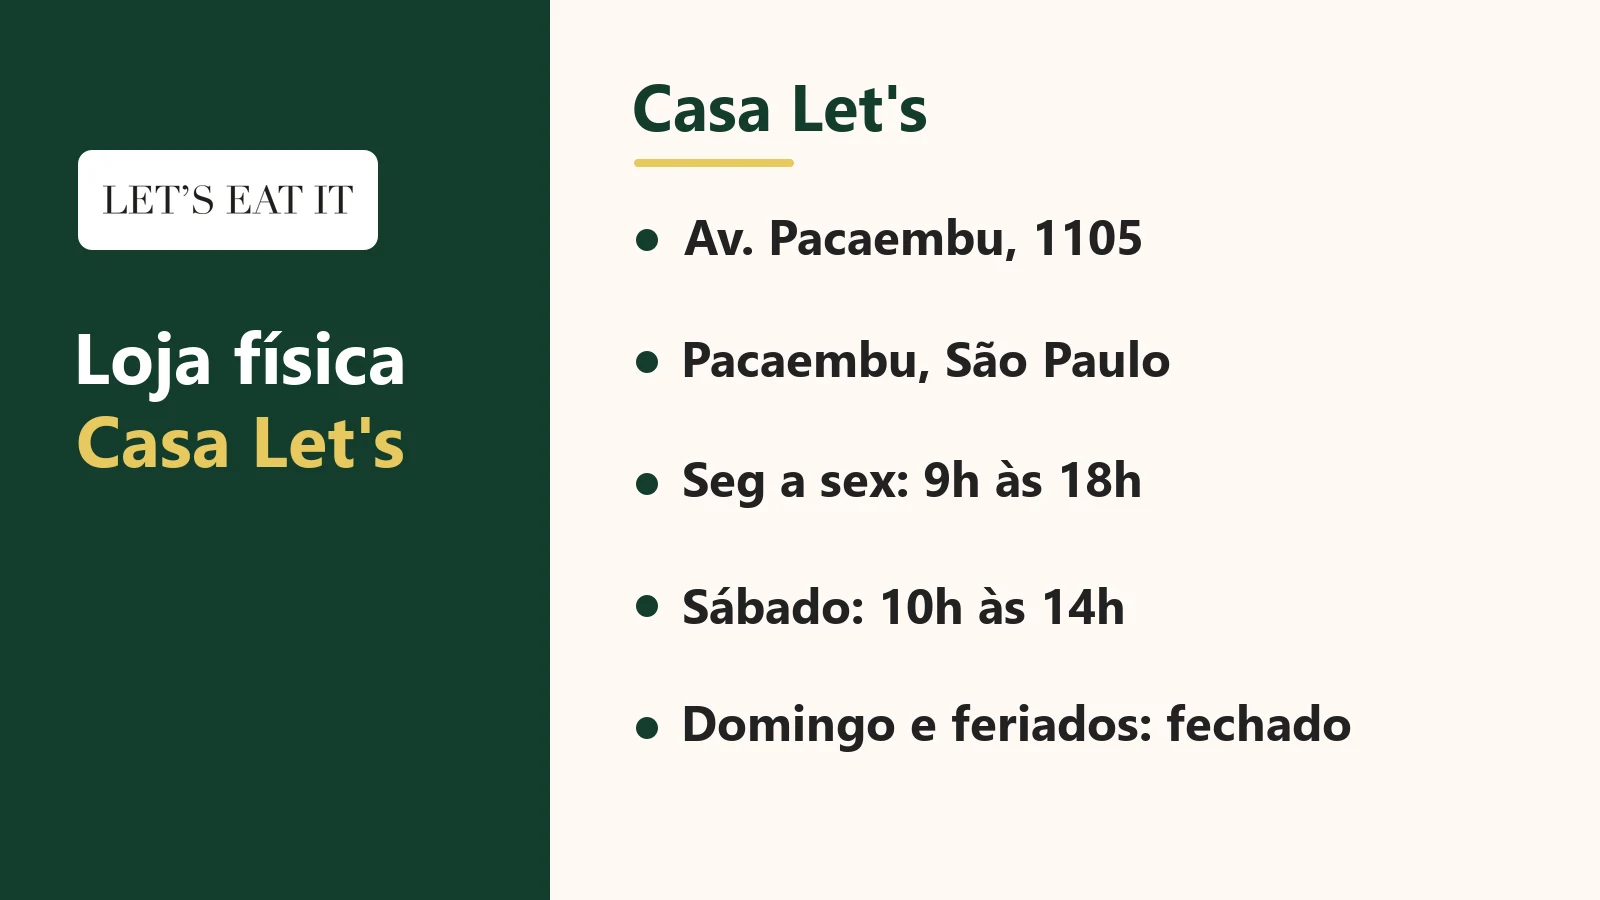 LET’S EAT IT
Loja física
Casa Let's
Casa Let's
Av. Pacaembu, 1105
Pacaembu, São Paulo
Seg a sex: 9h às 18h
Sábado: 10h às 14h
Domingo e feriados: fechado